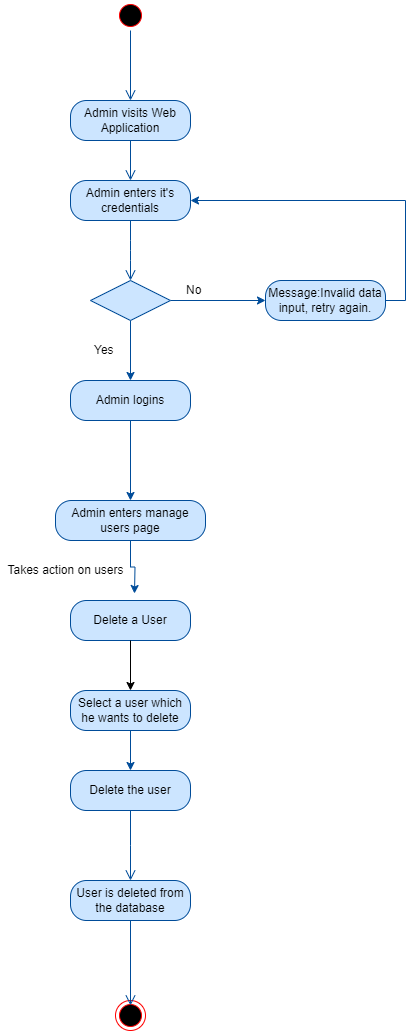 Admin visits Web
Application
Admin enters it's
credentials
No
Message:Invalid data
input, retry again.
Yes
Admin logins
Admin enters manage
users page
Takes action on users
Delete a User
Select a user which
he wants to delete
Delete the user
User is deleted from
the database